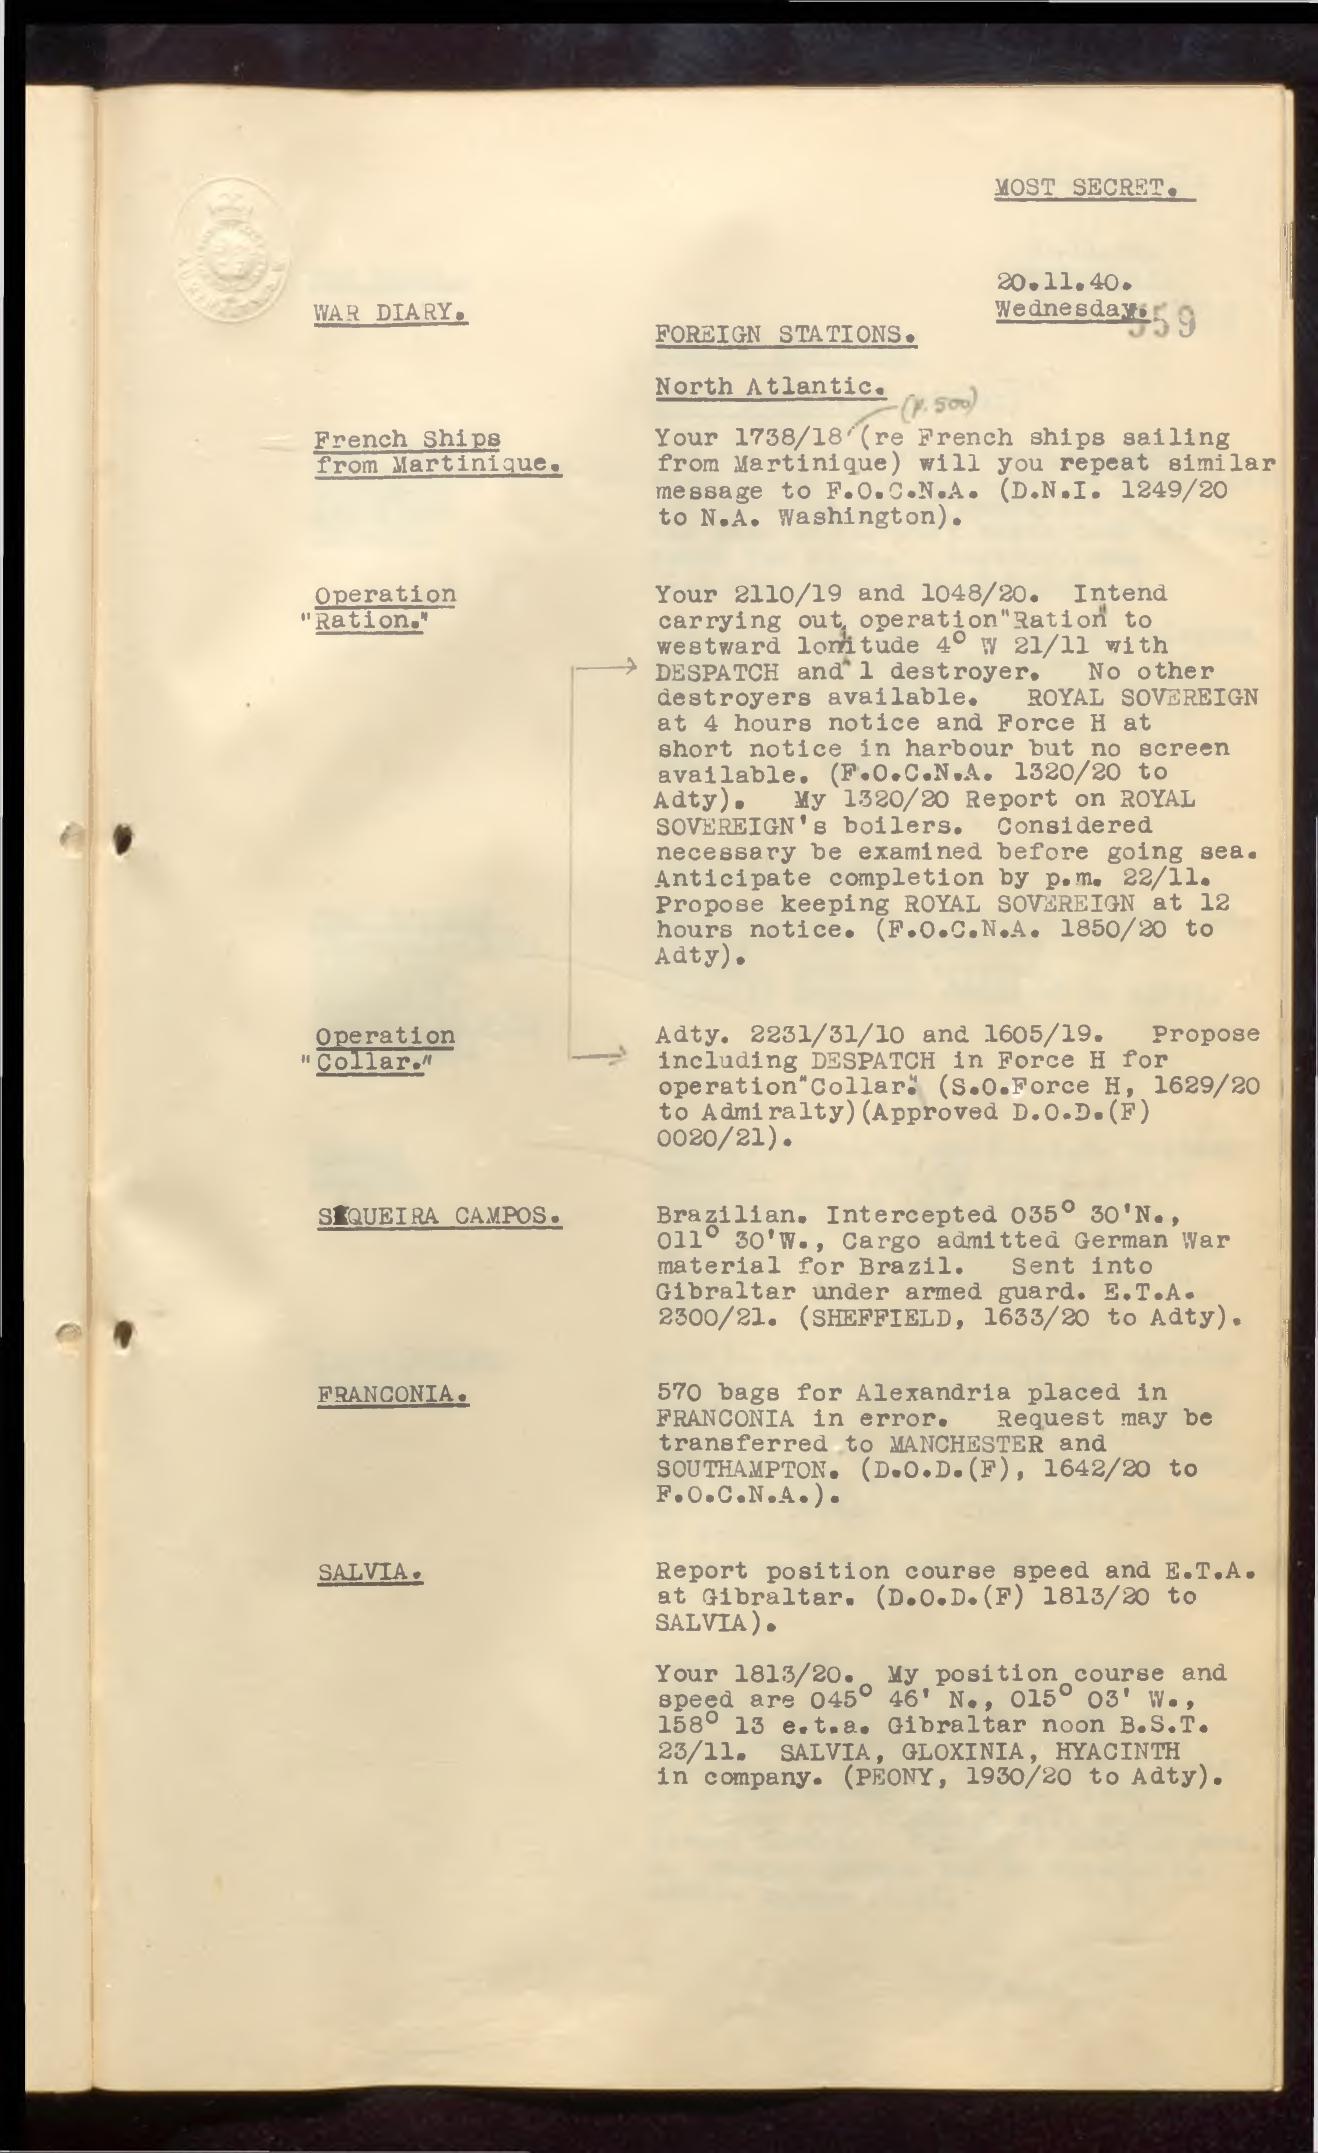 MOST SECRET.
20.11.40.
Wednesday.
559
WAR DIARY.
FOREIGN STATIONS.
North Atlantic.
(p. 500)
French Ships
from Martinique.
Your 1738/18 (re French ships sailing
from Martinique) will you repeat similar
message to F.O.C.N.A. (D.N.I. 1249/20
to N.A. Washington).
Operation
"Ration."
Your 2110/19 and 1048/20. Intend
carrying out operation "Ration" to
westward lontitude 4° W 21/11 with
DESPATCH and 1 destroyer. No other
destroyers available. ROYAL SOVEREIGN
at 4 hours notice and Force H at
short notice in harbour but no screen
available. (F.O.C.N.A. 1320/20 to
Adty). My 1320/20 Report on ROYAL
SOVEREIGN's boilers. Considered
necessary be examined before going sea.
Anticipate completion by p.m. 22/11.
Propose keeping ROYAL SOVEREIGN at 12
hours notice. (F.O.C.N.A. 1850/20 to
Adty).
Operation
"Collar."
Adty. 2231/31/10 and 1605/19. Propose
including DESPATCH in Force H for
operation "Collar." (S.O.Force H, 1629/20
to Admiralty)(Approved D.O.D.(F)
0020/21).
SIQUEIRA CAMPOS.
Brazilian. Intercepted 035° 30'N.,
011° 30'W., Cargo admitted German War
material for Brazil. Sent into
Gibraltar under armed guard. E.T.A.
2300/21. (SHEFFIELD, 1633/20 to Adty).
FRANCONIA.
570 bags for Alexandria placed in
FRANCONIA in error. Request may be
transferred to MANCHESTER and
SOUTHAMPTON. (D.O.D.(F), 1642/20 to
F.O.C.N.A.).
SALVIA.
Report position course speed and E.T.A.
at Gibraltar. (D.O.D.(F) 1813/20 to
SALVIA).
Your 1813/20. My position course and
speed are 045° 46' N., 015° 03' W.,
158° 13 e.t.a. Gibraltar noon B.S.T.
23/11. SALVIA, GLOXINIA, HYACINTH
in company. (PEONY, 1930/20 to Adty).